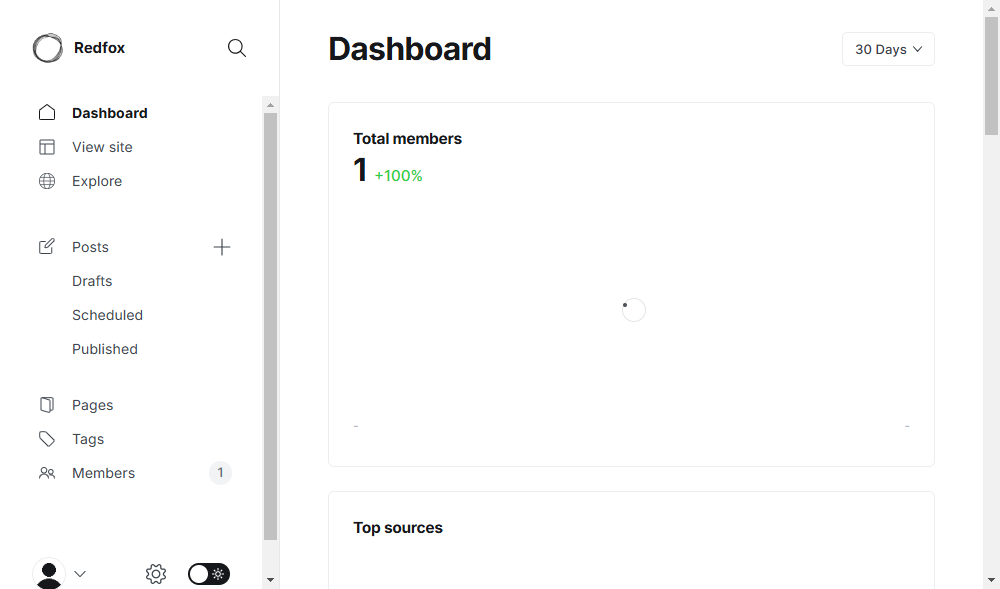 Redfox
Dashboard
View site
Explore
Posts
Drafts
Scheduled
Published
Pages
Tags
Members 1
Dashboard
30 Days
Total members
1 +100%
- -
Top sources